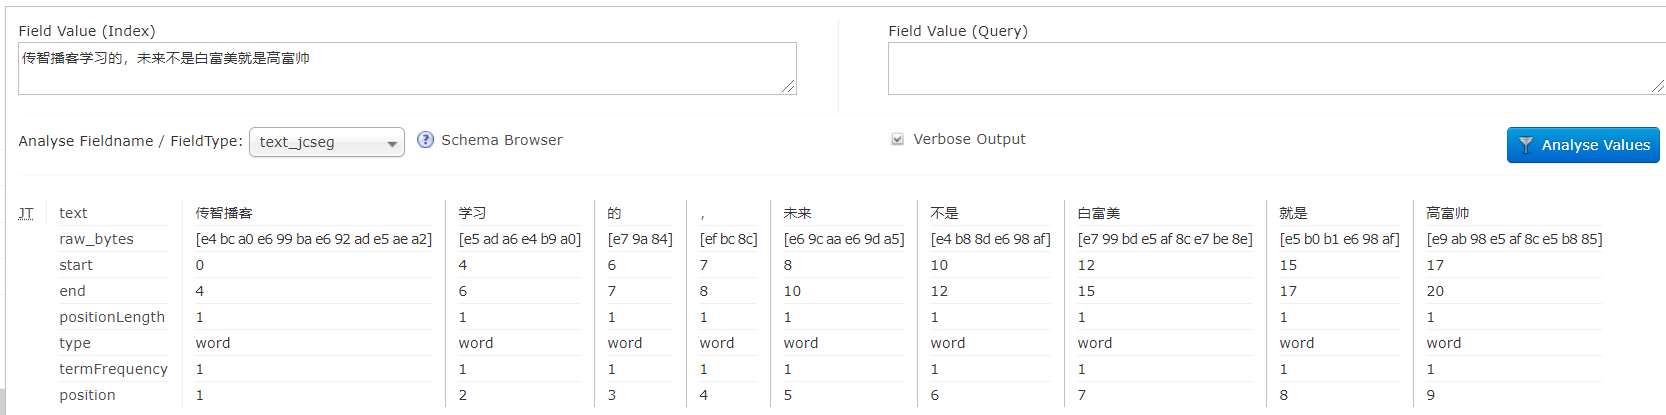 Field Value (Index) Field Value (Query)
传智播客学习的，未来不是白富美就是高富帅
Analyse Fieldname / FieldType: text_jcseg ? Schema Browser Verbose Output Analyse Values
JT text 传智播客 学习 的 ， 未来 不是 白富美 就是 高富帅
raw_bytes [e4 bc a0 e6 99 ba e6 92 ad e5 ae a2] [e5 ad a6 e4 b9 a0] [e7 9a 84] [ef bc 8c] [e6 9c aa e6 9d a5] [e4 b8 8d e6 98 af] [e7 99 bd e5 af 8c e7 be 8e] [e5 b0 b1 e6 98 af] [e9 ab 98 e5 af 8c e5 b8 85]
start 0 4 6 7 8 10 12 15 17
end 4 6 7 8 10 12 15 17 20
positionLength 1 1 1 1 1 1 1 1 1
type word word word word word word word word word
termFrequency 1 1 1 1 1 1 1 1 1
position 1 2 3 4 5 6 7 8 9